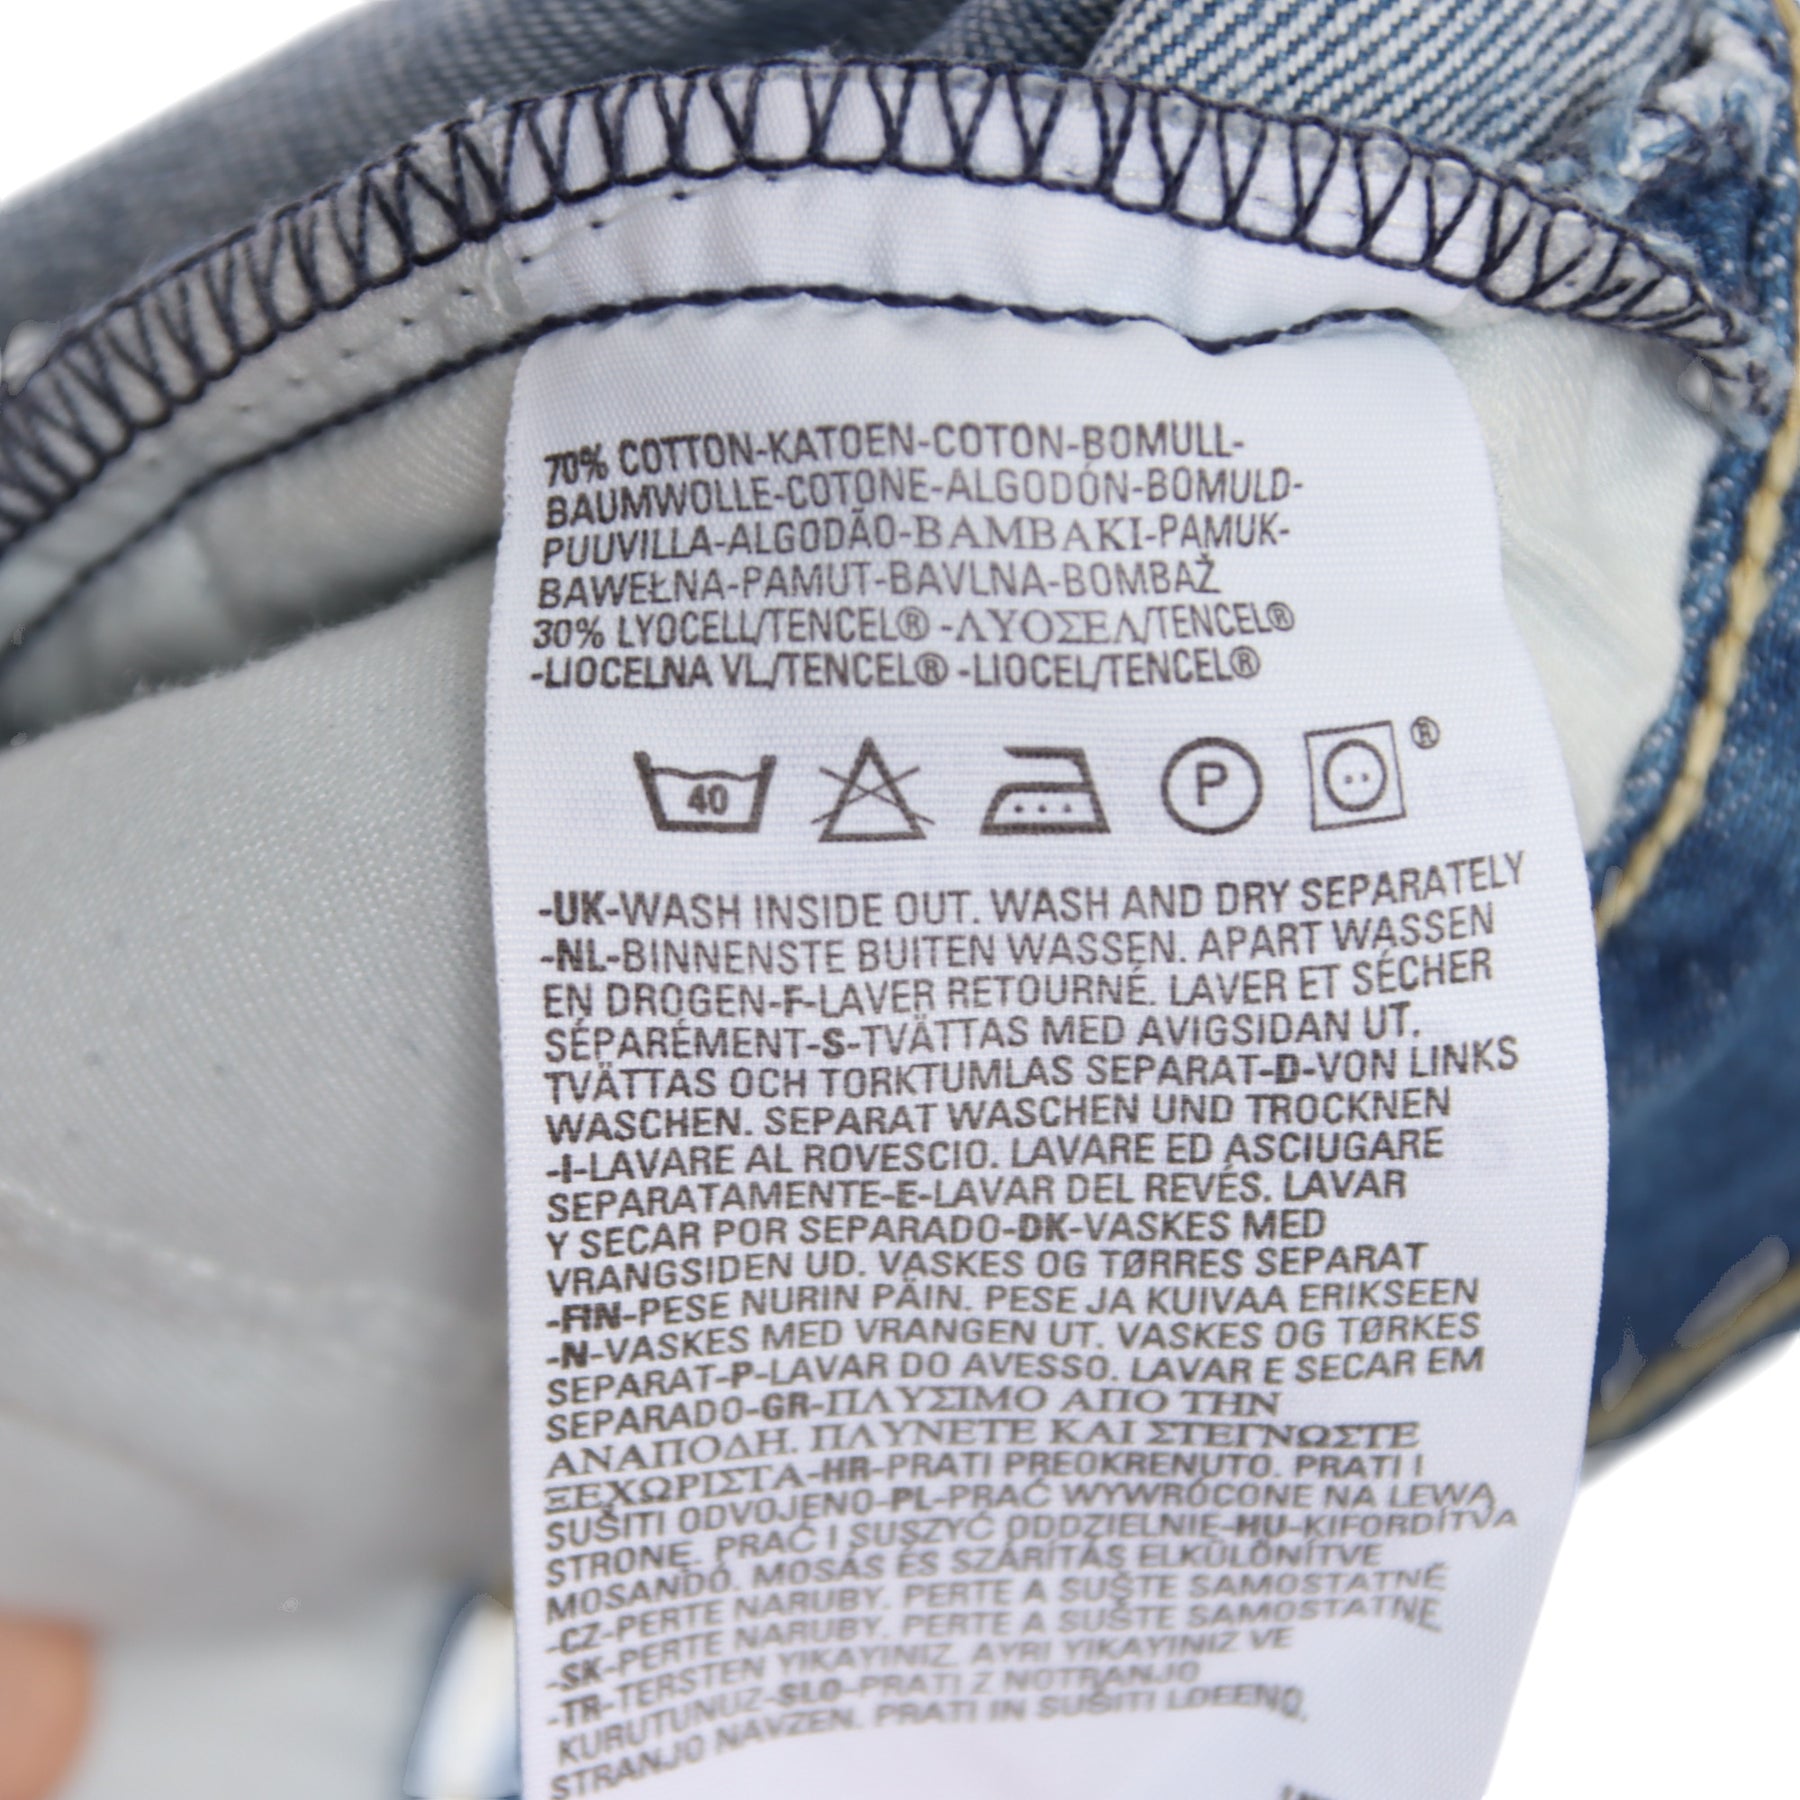 70% COTTON-KATOEN-COTON-BOMULL-
BAUMWOLLE-COTONE-ALGODÓN-BOMULD-
PUUVILLA-ALGODÃO-BAMBAKI-PAMUK-
BAWEŁNA-PAMUT-BAVLNA-BOMBAŽ
30% LYOCELL/TENCEL® -ΛΥΟΣΕΛ/TENCEL®
-LIOCELNA VL./TENCEL® -LIOCEL/TENCEL®
40 P ®
-UK-WASH INSIDE OUT. WASH AND DRY SEPARATELY
-NL-BINNENSTE BUITEN WASSEN. APART WASSEN
EN DROGEN-F-LAVER RETOURNÉ. LAVER ET SÉCHER
SÉPARÉMENT-S-TVÄTTAS MED AVIGSIDAN UT.
TVÄTTAS OCH TORKTUMLAS SEPARAT-D-VON LINKS
WASCHEN. SEPARAT WASCHEN UND TROCKNEN
-I-LAVARE AL ROVESCIO. LAVARE ED ASCIUGARE
SEPARATAMENTE-E-LAVAR DEL REVÉS. LAVAR
Y SECAR POR SEPARADO-DK-VASKES MED
VRANGSIDEN UD. VASKES OG TØRRES SEPARAT
-FIN-PESE NURIN PÄIN. PESE JA KUIVAA ERIKSEEN
-N-VASKES MED VRANGEN UT. VASKES OG TØRKES
SEPARAT-P-LAVAR DO AVESSO. LAVAR E SECAR EM
SEPARADO-GR-ΠΛΥΣΙΜΟ ΑΠΟ ΤΗΝ
ΑΝΑΠΟΔΗ. ΠΛΥΝΕΤΕ ΚΑΙ ΣΤΕΓΝΩΣΤΕ
ΞΕΧΩΡΙΣΤΑ-HR-PRATI PREOKRENUTO. PRATI I
SUŠITI ODVOJENO-PL-PRAĆ WYWRÓCONE NA LEWĄ
STRONĘ. PRAĆ I SUSZYĆ ODDZIELNIE-HU-KIFORDÍTVA
MOSANDÓ. MOSÁS ÉS SZÁRÍTÁS ELKÜLÖNÍTVE
-CZ-PERTE NARUBY. PERTE A SUŠTE SAMOSTATNÉ
-SK-PERTE NARUBY. PERTE A SUŠTE SAMOSTATNE
-TR-TERSTEN YIKAYINIZ. AYRI YIKAYINIZ VE
KURUTUNUZ-SLO-PRATI Z NOTRANJO
STRANJO NAVZEN. PRATI IN SUŠITI